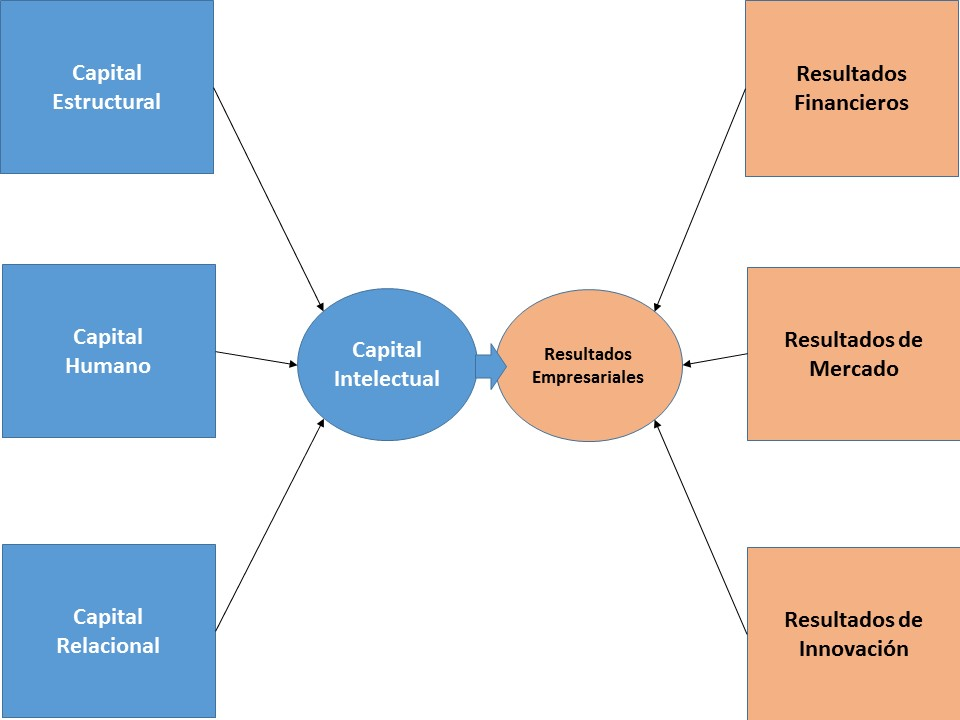 Capital
Estructural
Capital
Humano
Capital
Relacional
Capital
Intelectual
Resultados
Empresariales
Resultados
Financieros
Resultados de
Mercado
Resultados de
Innovación